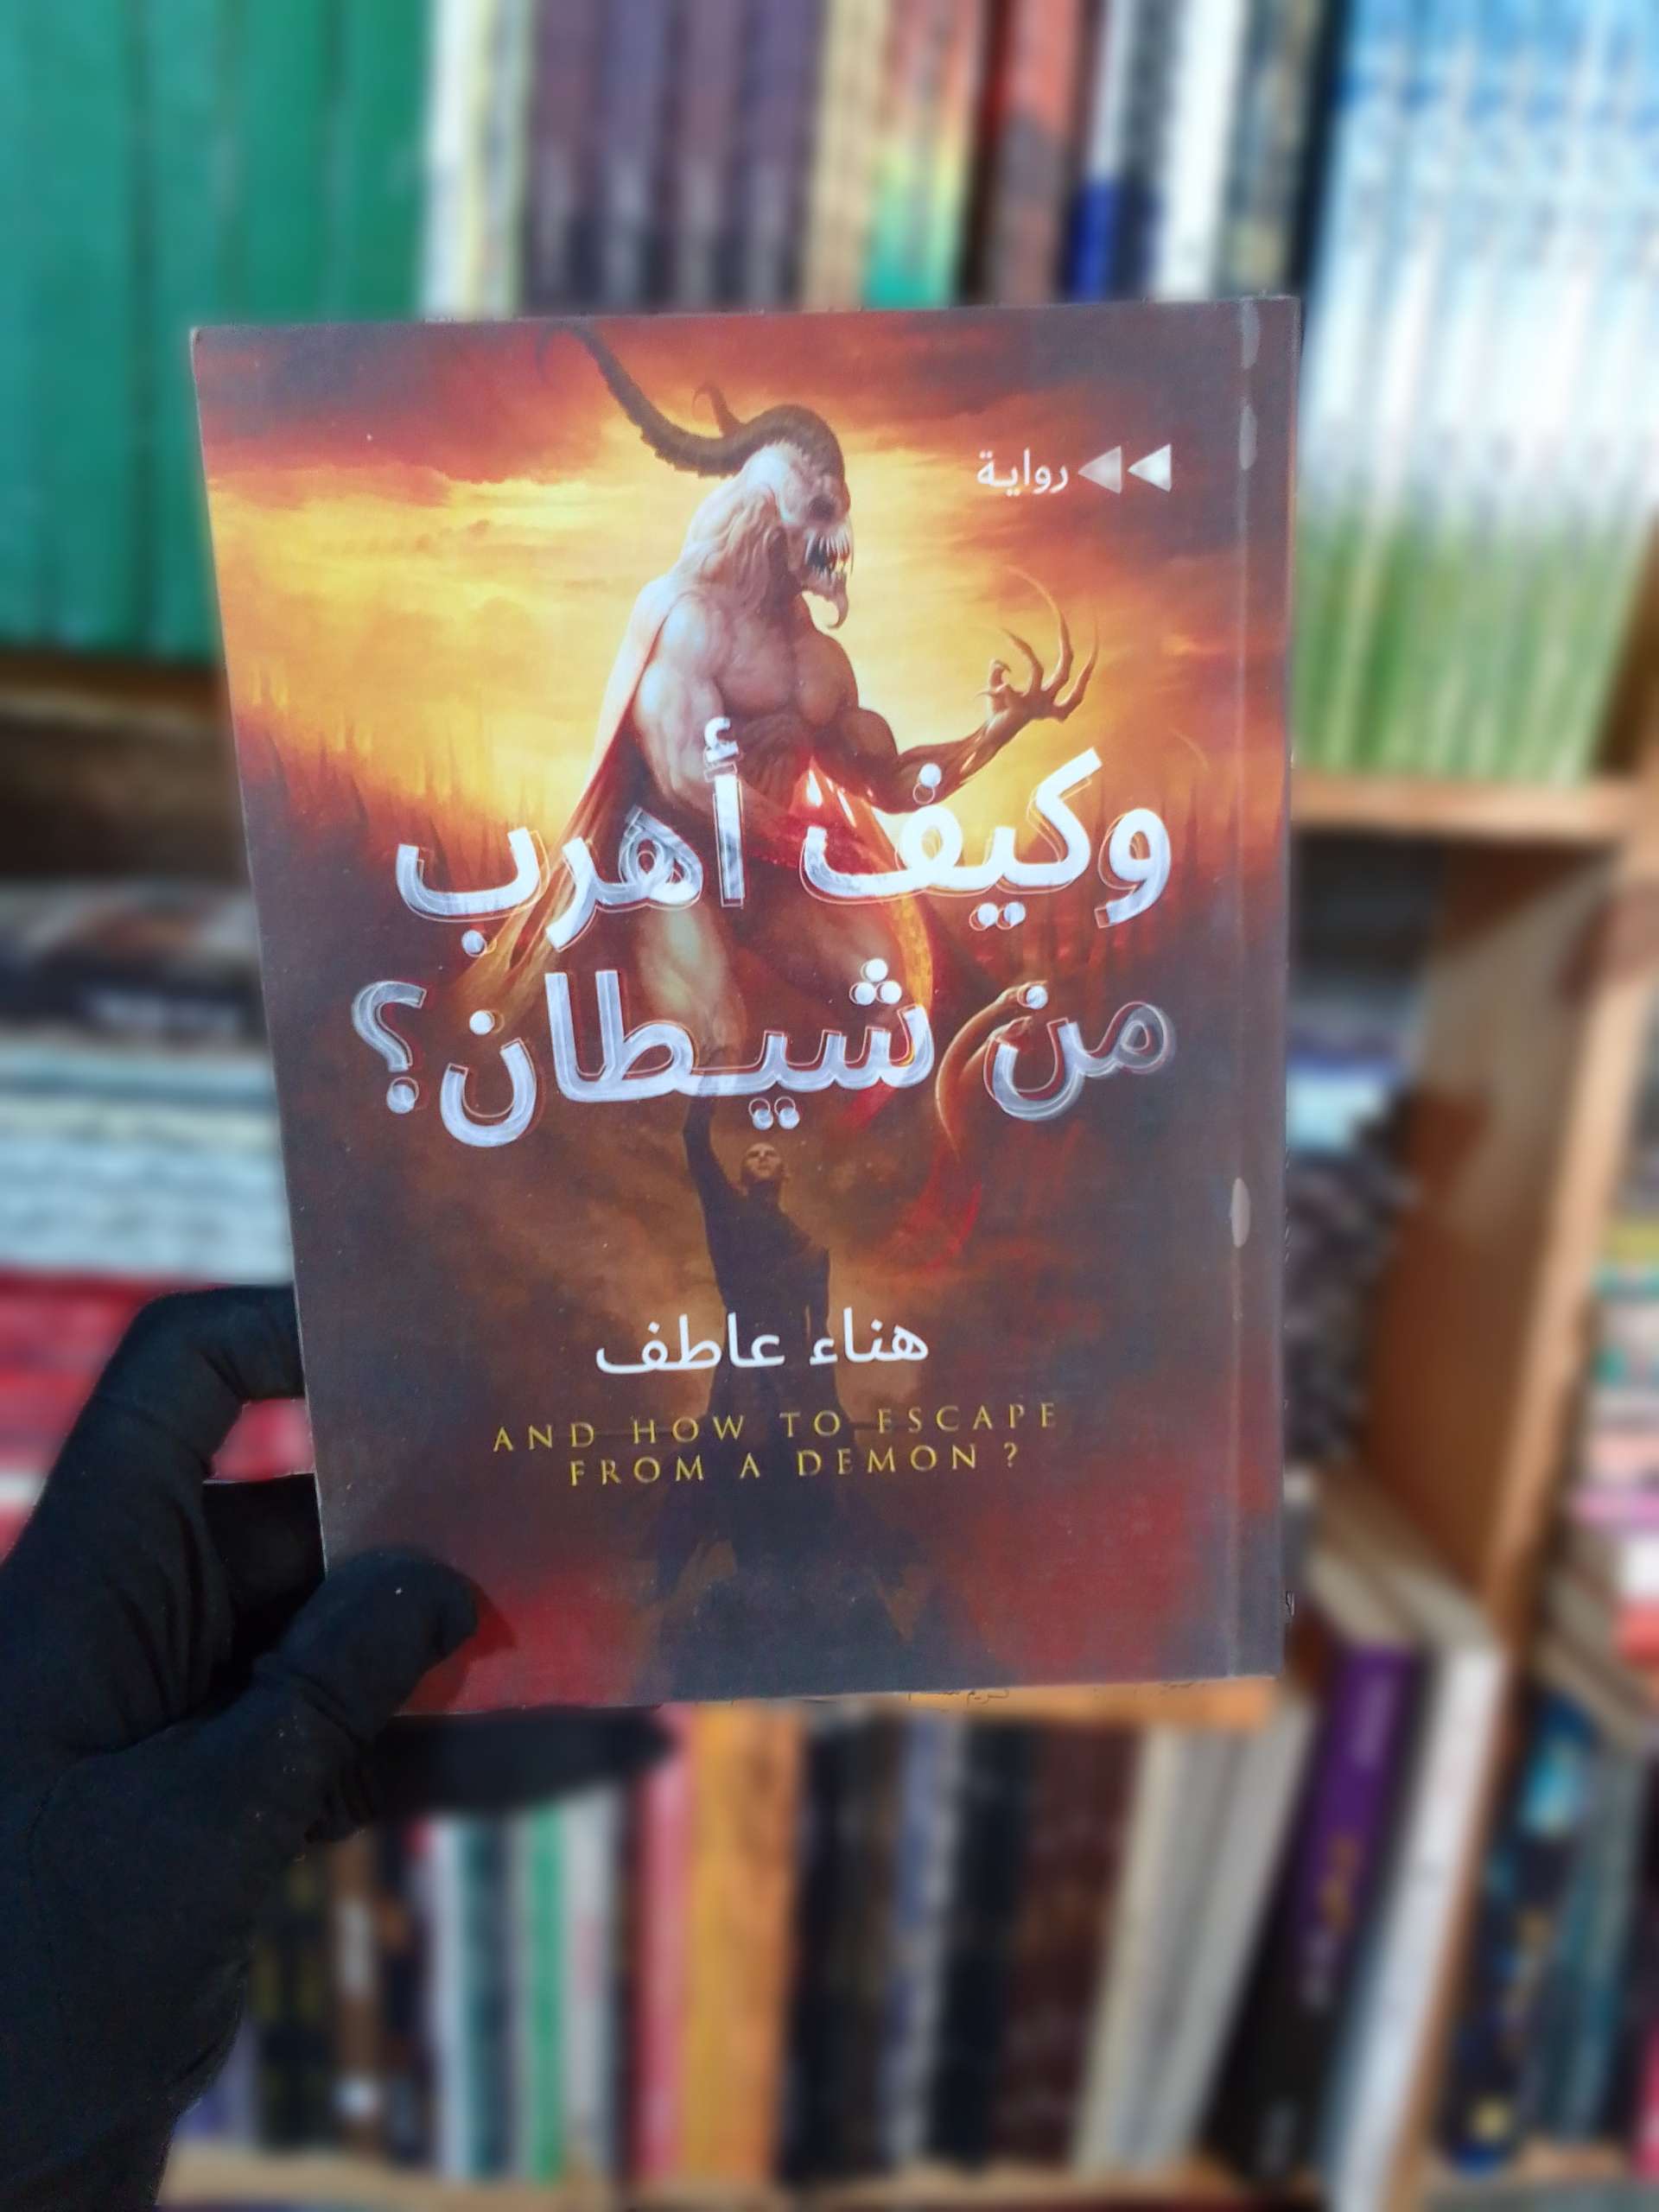 رواية
وكيف أهرب
من شيطان؟
هناء عاطف
AND HOW TO ESCAPE
FROM A DEMON ?